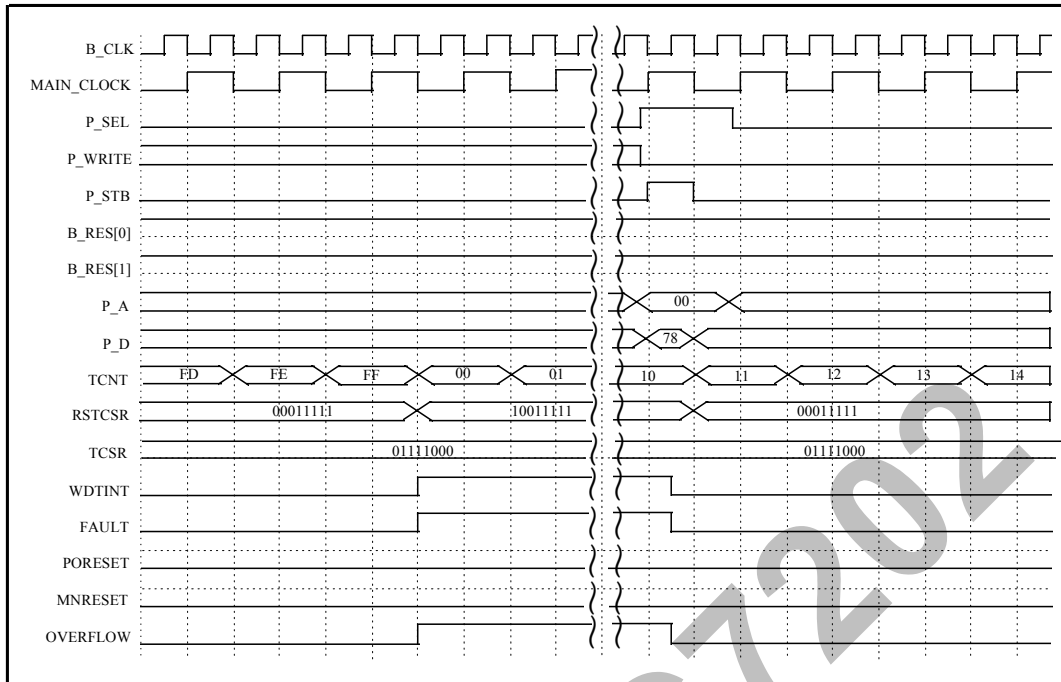 B_CLK
MAIN_CLOCK
P_SEL
P_WRITE
P_STB
B_RES[0]
B_RES[1]
P_A 00
P_D 78
TCNT FD FE FF 00 01 10 11 12 13 14
RSTCSR 00011111 10011111 00011111
TCSR 01111000 01111000
WDTINT
FAULT
PORESET
MNRESET
OVERFLOW
7202